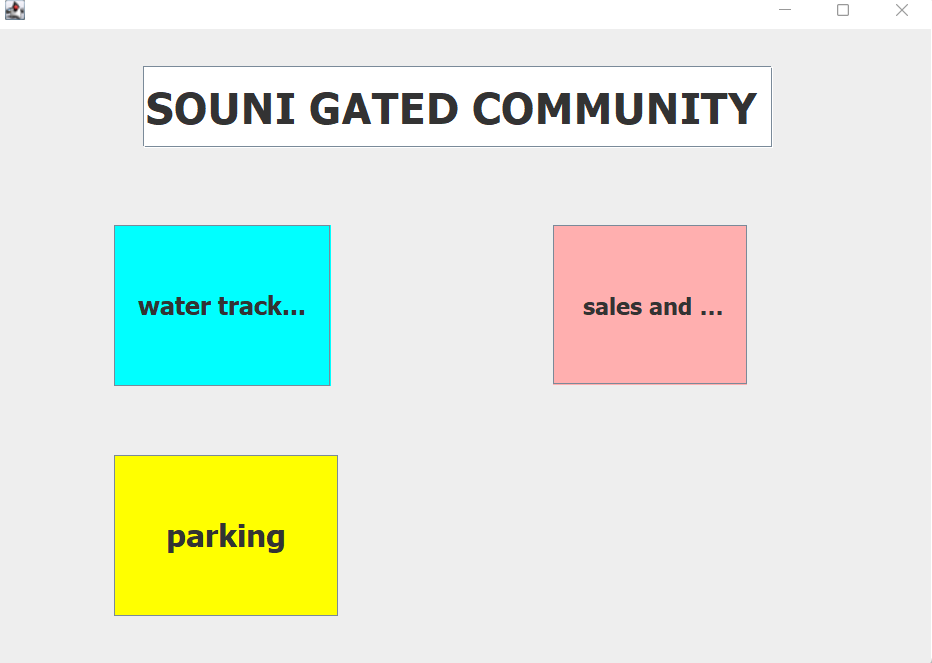 SOUNI GATED COMMUNITY
water track...
sales and ...
parking